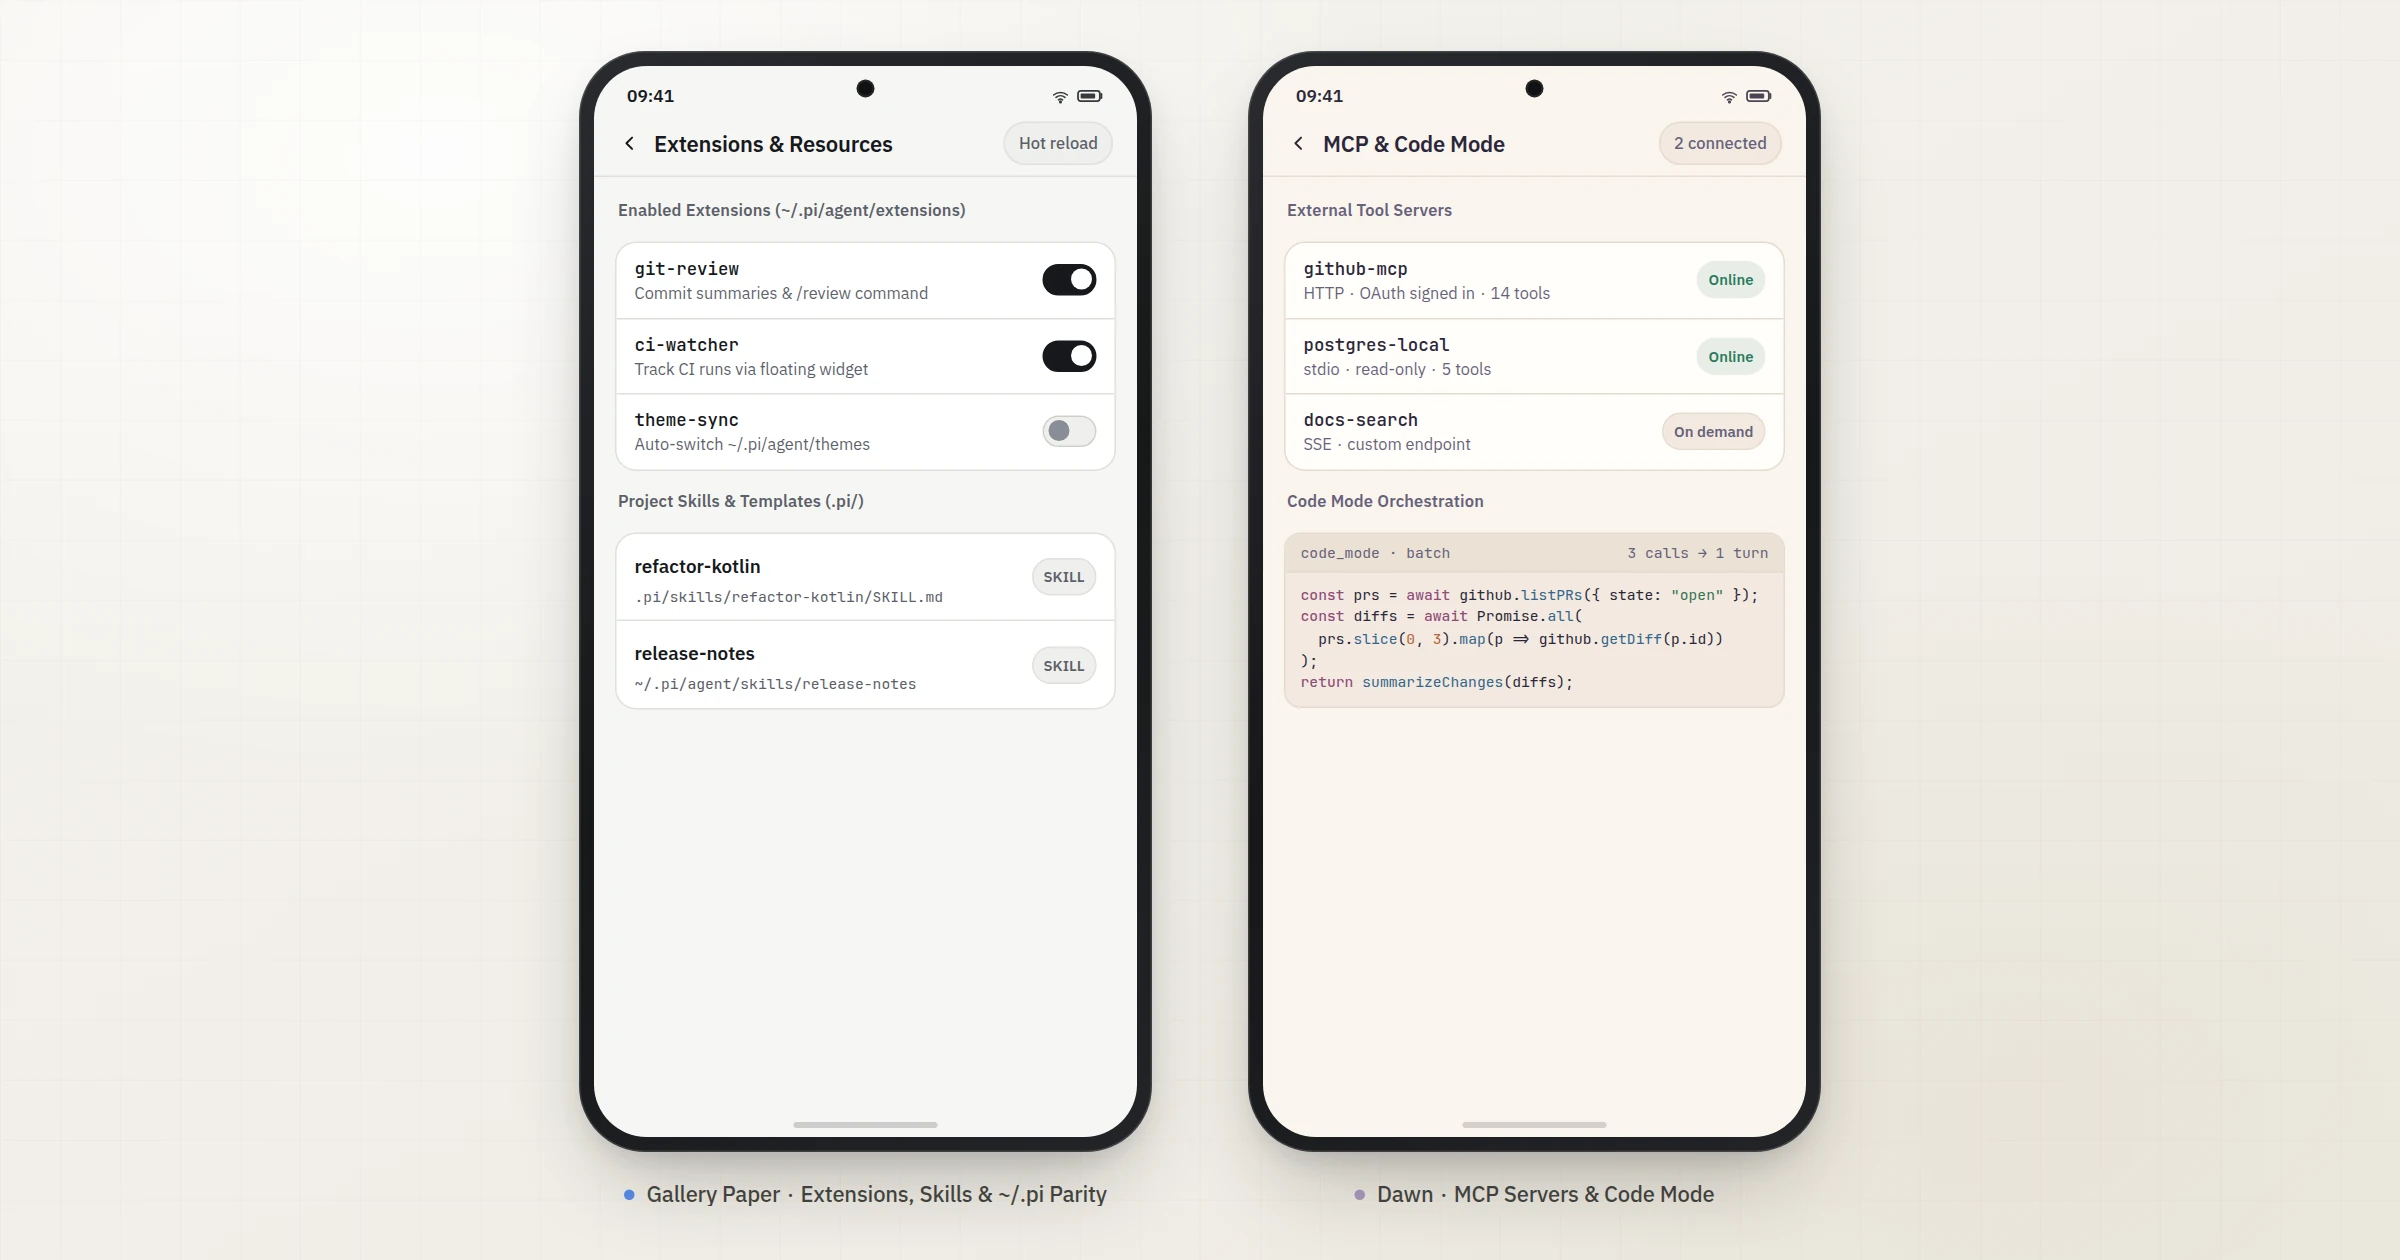 09:41
Extensions & Resources
Hot reload
Enabled Extensions (~/.pi/agent/extensions)
git-review
Commit summaries & /review command
ci-watcher
Track CI runs via floating widget
theme-sync
Auto-switch ~/.pi/agent/themes
Project Skills & Templates (.pi/)
refactor-kotlin
SKILL
.pi/skills/refactor-kotlin/SKILL.md
release-notes
SKILL
~/.pi/agent/skills/release-notes
Gallery Paper · Extensions, Skills & ~/.pi Parity
09:41
MCP & Code Mode
2 connected
External Tool Servers
github-mcp
HTTP · OAuth signed in · 14 tools
Online
postgres-local
stdio · read-only · 5 tools
Online
docs-search
SSE · custom endpoint
On demand
Code Mode Orchestration
code_mode · batch
3 calls → 1 turn
const prs = await github.listPRs({ state: "open" });
const diffs = await Promise.all(
  prs.slice(0, 3).map(p => github.getDiff(p.id))
);
return summarizeChanges(diffs);
Dawn · MCP Servers & Code Mode